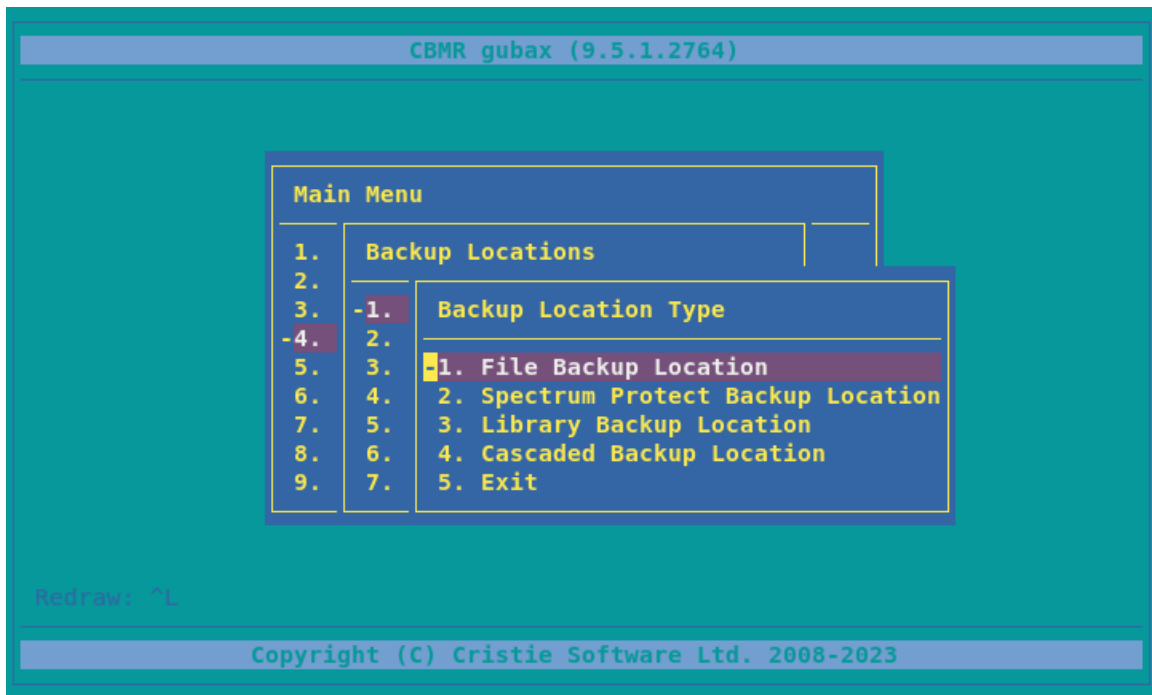 CBMR gubax (9.5.1.2764)
Main Menu
1. Backup Locations
2.
3. -1. Backup Location Type
-4. 2.
5. 3. -1. File Backup Location
6. 4. 2. Spectrum Protect Backup Location
7. 5. 3. Library Backup Location
8. 6. 4. Cascaded Backup Location
9. 7. 5. Exit
Redraw: ^L
Copyright (C) Cristie Software Ltd. 2008-2023